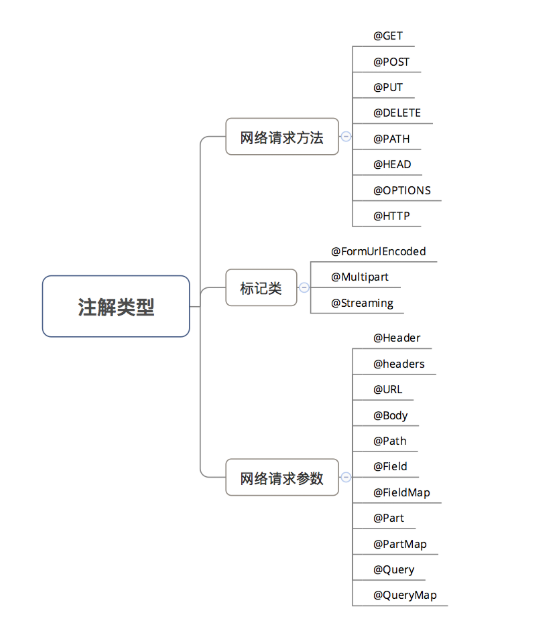 注解类型
网络请求方法
@GET
@POST
@PUT
@DELETE
@PATH
@HEAD
@OPTIONS
@HTTP
标记类
@FormUrlEncoded
@Multipart
@Streaming
网络请求参数
@Header
@headers
@URL
@Body
@Path
@Field
@FieldMap
@Part
@PartMap
@Query
@QueryMap